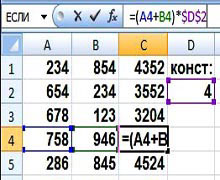 ЕСЛИ =(A4+B4)*$D$2
A B C D
1 234 854 4352 конст:
2 654 234 3552 4
3 678 123 3204
4 758 946 =(A4+B
5 286 845 4524